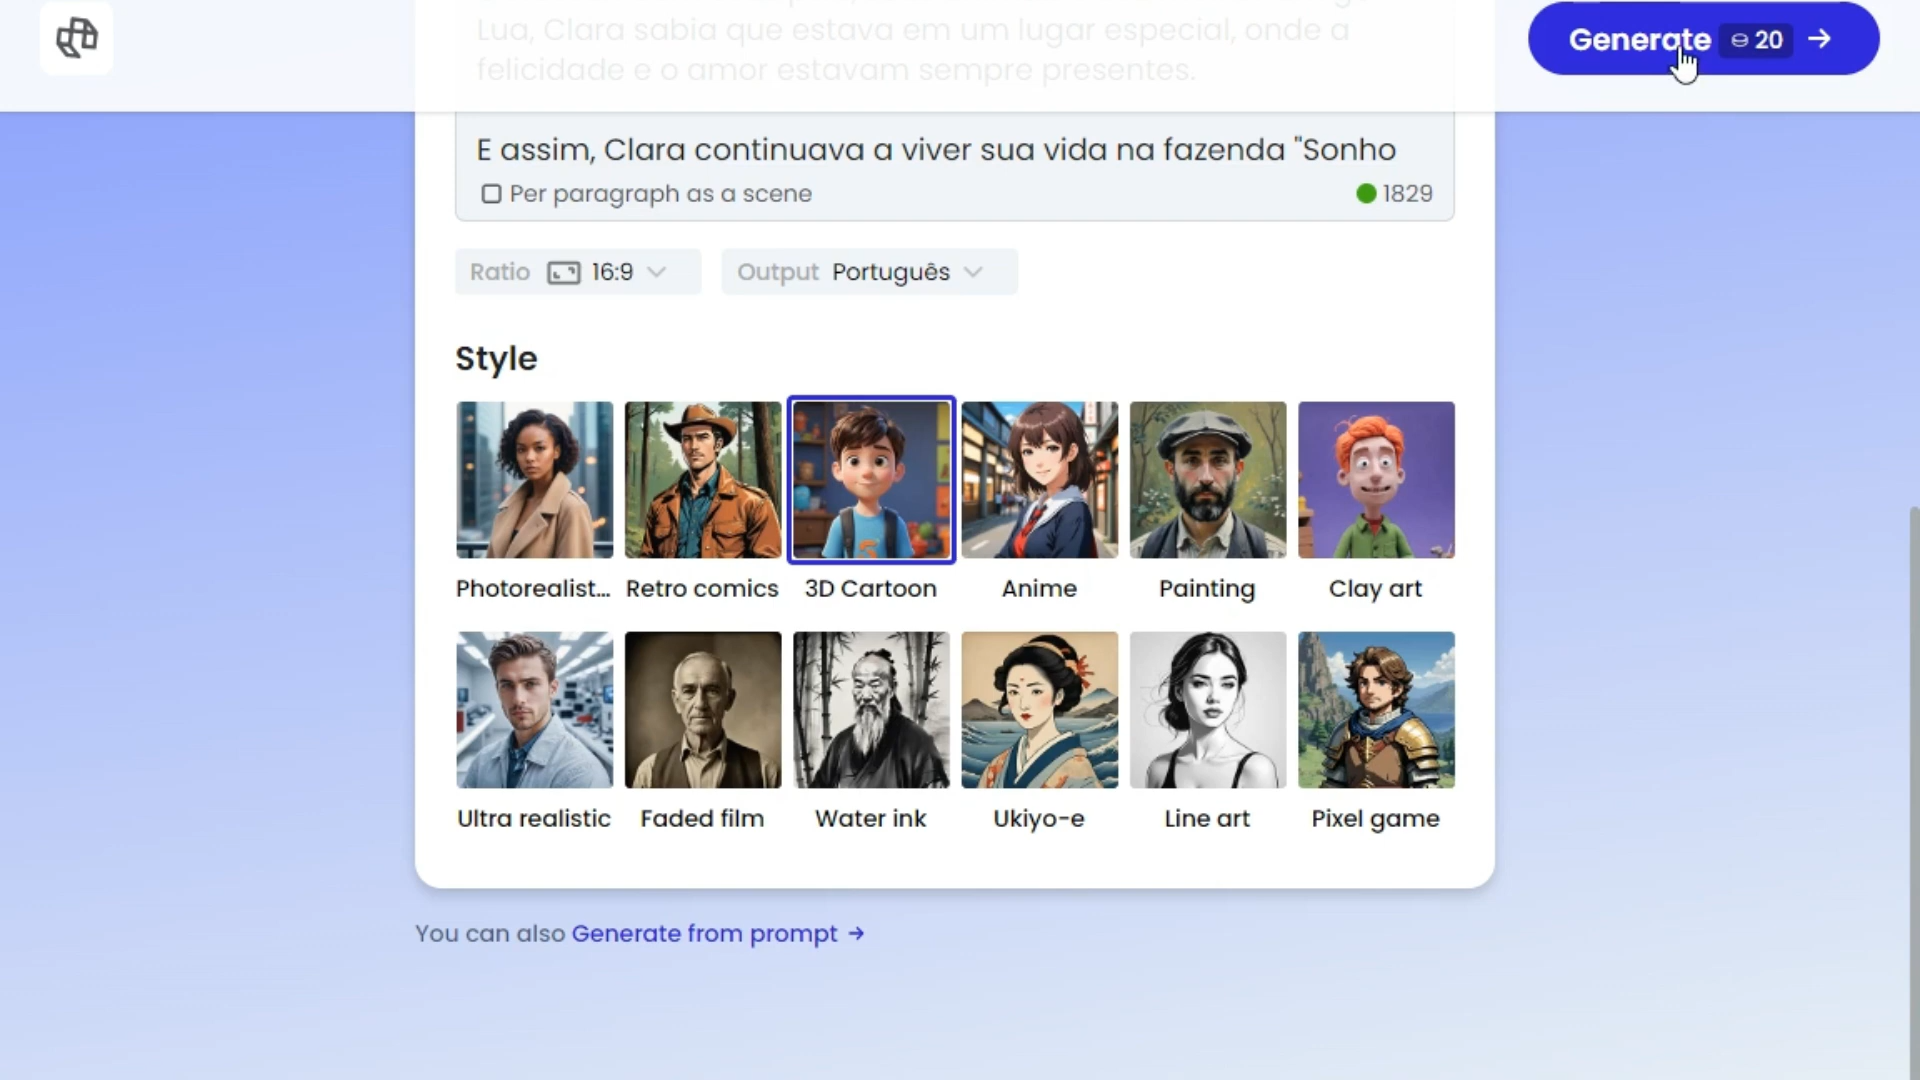 Lua, Clara sabia que estava em um lugar especial, onde a
felicidade e o amor estavam sempre presentes.
Generate 20 →
E assim, Clara continuava a viver sua vida na fazenda "Sonho
Per paragraph as a scene 1829
Ratio 16:9 Output Português
Style
Photorealist... Retro comics 3D Cartoon Anime Painting Clay art
Ultra realistic Faded film Water ink Ukiyo-e Line art Pixel game
You can also Generate from prompt →